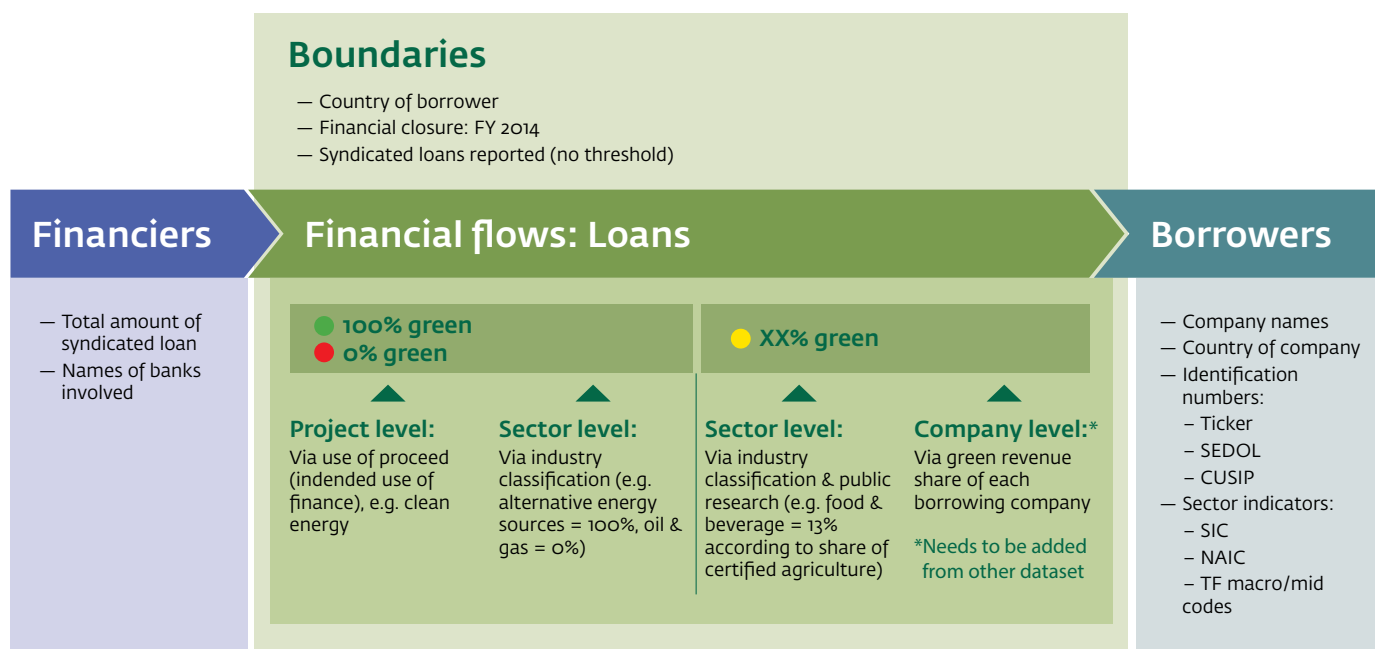 Boundaries
— Country of borrower
— Financial closure: FY 2014
— Syndicated loans reported (no threshold)
Financiers
Financial flows: Loans
Borrowers
— Total amount of
syndicated loan
— Names of banks
involved
100% green
0% green
XX% green
Project level:
Via use of proceed
(indended use of
finance), e.g. clean
energy
Sector level:
Via industry
classification (e.g.
alternative energy
sources = 100%, oil &
gas = 0%)
Sector level:
Via industry
classification & public
research (e.g. food &
beverage = 13%
according to share of
certified agriculture)
Company level:*
Via green revenue
share of each
borrowing company
*Needs to be added
from other dataset
— Company names
— Country of company
— Identification
numbers:
– Ticker
– SEDOL
– CUSIP
— Sector indicators:
– SIC
– NAIC
– TF macro/mid
codes